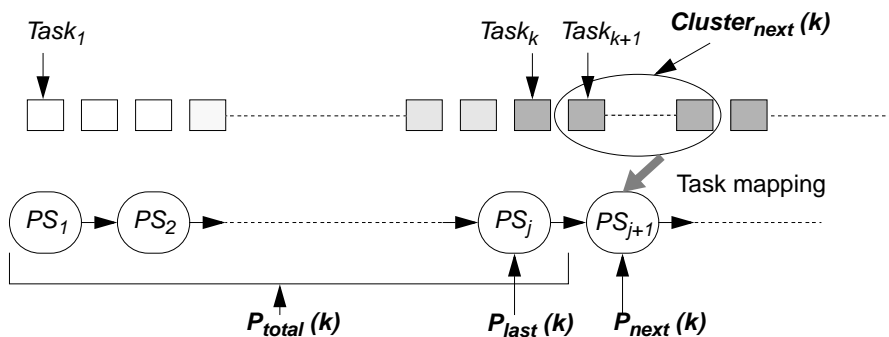 Task1 Taskk Taskk+1 Clusternext (k)
Task mapping
PS1 PS2 PSj PSj+1
Ptotal (k) Plast (k) Pnext (k)